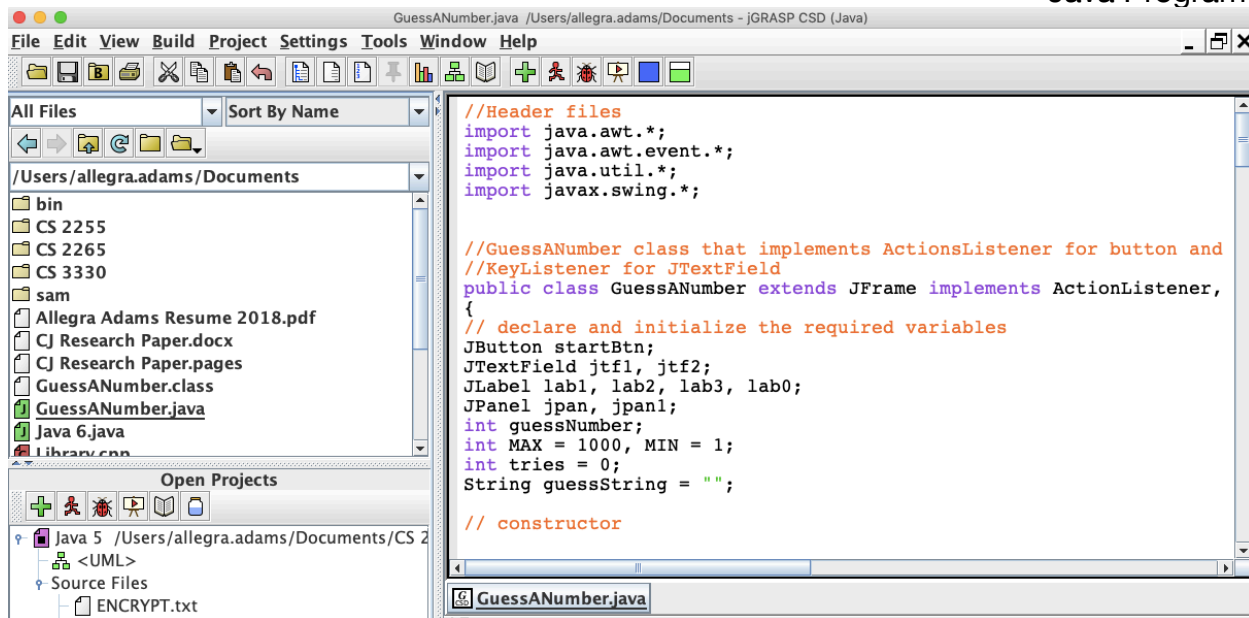 Java Program
GuessANumber.java /Users/allegra.adams/Documents - jGRASP CSD (Java)
File Edit View Build Project Settings Tools Window Help
All Files Sort By Name
/Users/allegra.adams/Documents
bin
CS 2255
CS 2265
CS 3330
sam
Allegra Adams Resume 2018.pdf
CJ Research Paper.docx
CJ Research Paper.pages
GuessANumber.class
GuessANumber.java
Java 6.java
Library.cpp
Open Projects
Java 5 /Users/allegra.adams/Documents/CS 2
<UML>
Source Files
ENCRYPT.txt
//Header files
import java.awt.*;
import java.awt.event.*;
import java.util.*;
import javax.swing.*;
//GuessANumber class that implements ActionsListener for button and
//KeyListener for JTextField
public class GuessANumber extends JFrame implements ActionListener,
{
// declare and initialize the required variables
JButton startBtn;
JTextField jtf1, jtf2;
JLabel lab1, lab2, lab3, lab0;
JPanel jpan, jpan1;
int guessNumber;
int MAX = 1000, MIN = 1;
int tries = 0;
String guessString = "";
// constructor
GuessANumber.java